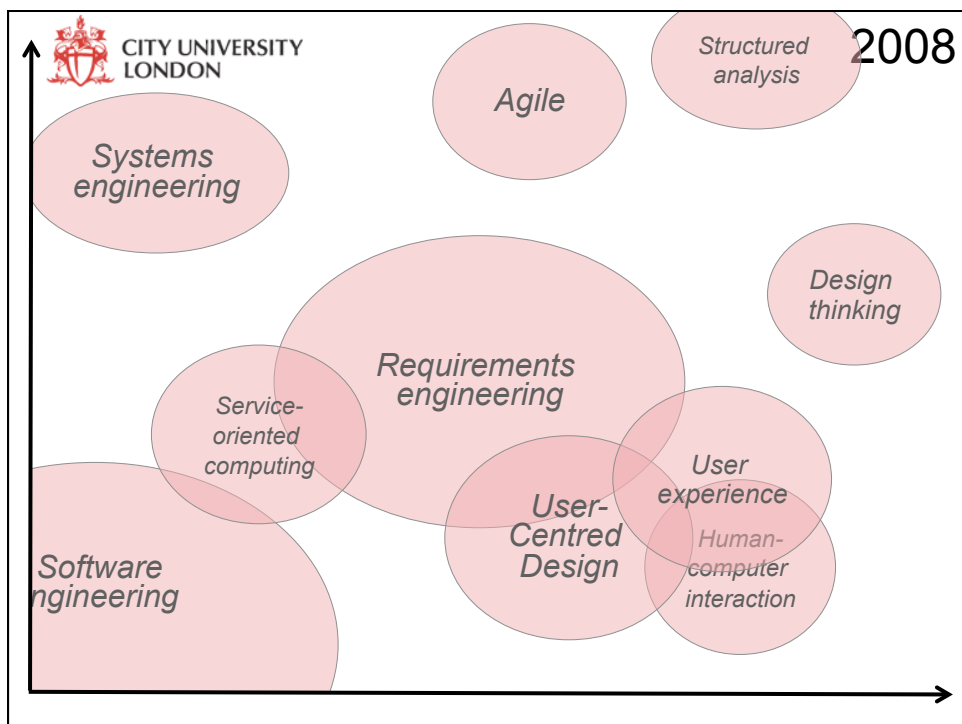 CITY UNIVERSITY
LONDON
2008
Structured
analysis
Agile
Systems
engineering
Design
thinking
Requirements
engineering
Service-
oriented
computing
User
experience
User-
Centred
Design
Human-
computer
interaction
Software
ngineering